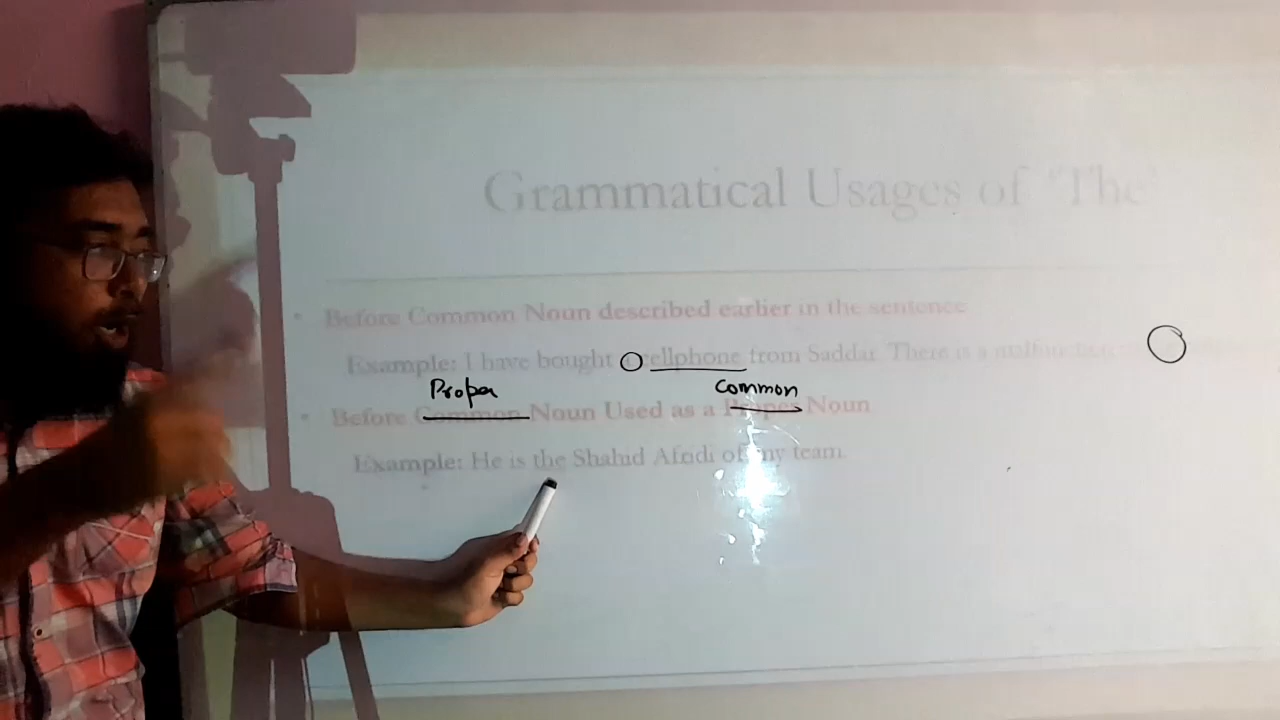 Grammatical Usages of 'The'
• Before Common Noun described earlier in the sentence
Example: I have bought cellphone from Saddar. There is a malfunction
Proper Common
• Before Common Noun Used as a Proper Noun
Example: He is the Shahid Afridi of my team.